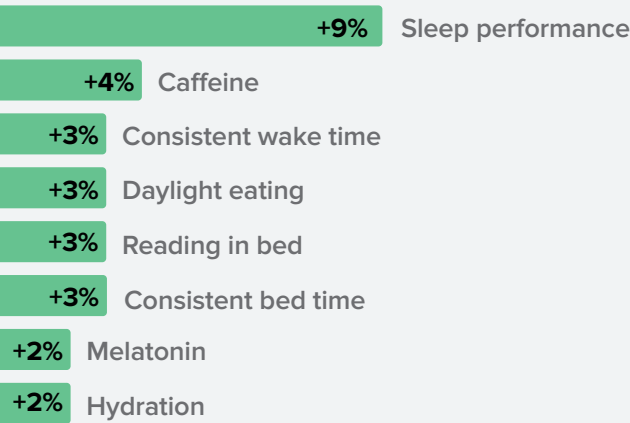 +9% Sleep performance
+4% Caffeine
+3% Consistent wake time
+3% Daylight eating
+3% Reading in bed
+3% Consistent bed time
+2% Melatonin
+2% Hydration